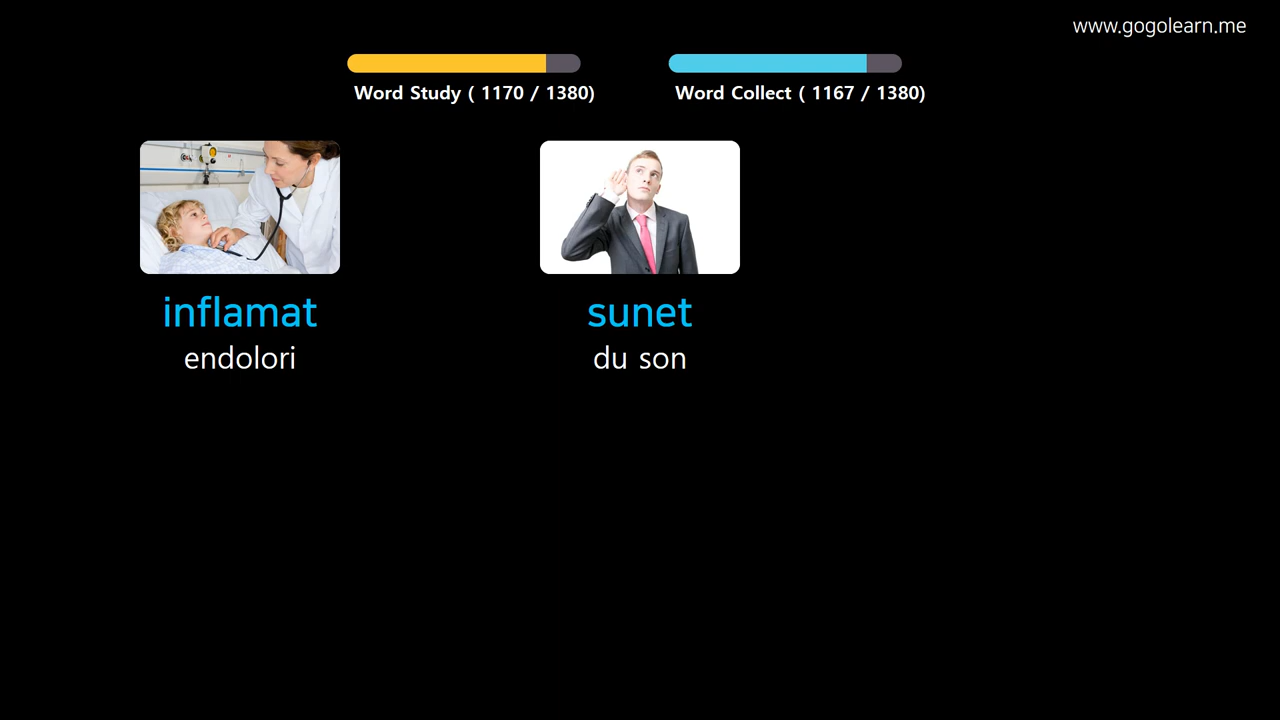 www.gogolearn.me
Word Study ( 1170 / 1380)
Word Collect ( 1167 / 1380)
inflamat
endolori
sunet
du son